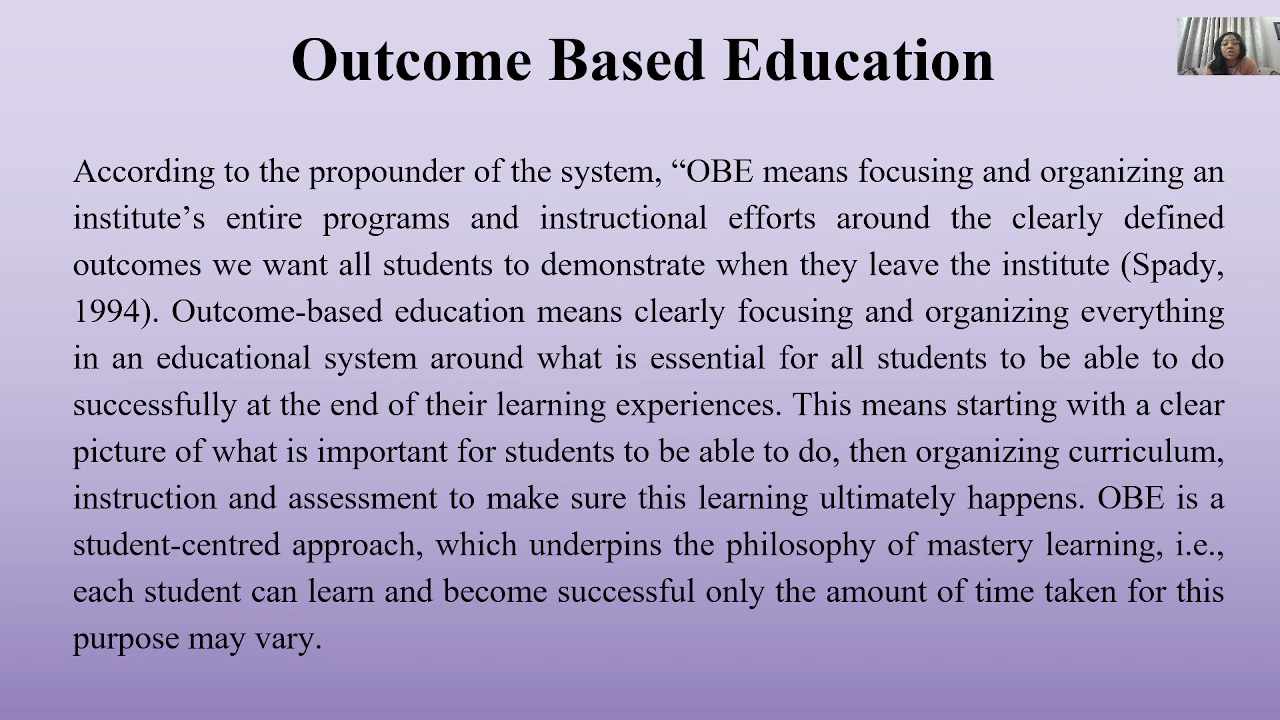 Outcome Based Education
According to the propounder of the system, “OBE means focusing and organizing an
institute’s entire programs and instructional efforts around the clearly defined
outcomes we want all students to demonstrate when they leave the institute (Spady,
1994). Outcome-based education means clearly focusing and organizing everything
in an educational system around what is essential for all students to be able to do
successfully at the end of their learning experiences. This means starting with a clear
picture of what is important for students to be able to do, then organizing curriculum,
instruction and assessment to make sure this learning ultimately happens. OBE is a
student-centred approach, which underpins the philosophy of mastery learning, i.e.,
each student can learn and become successful only the amount of time taken for this
purpose may vary.